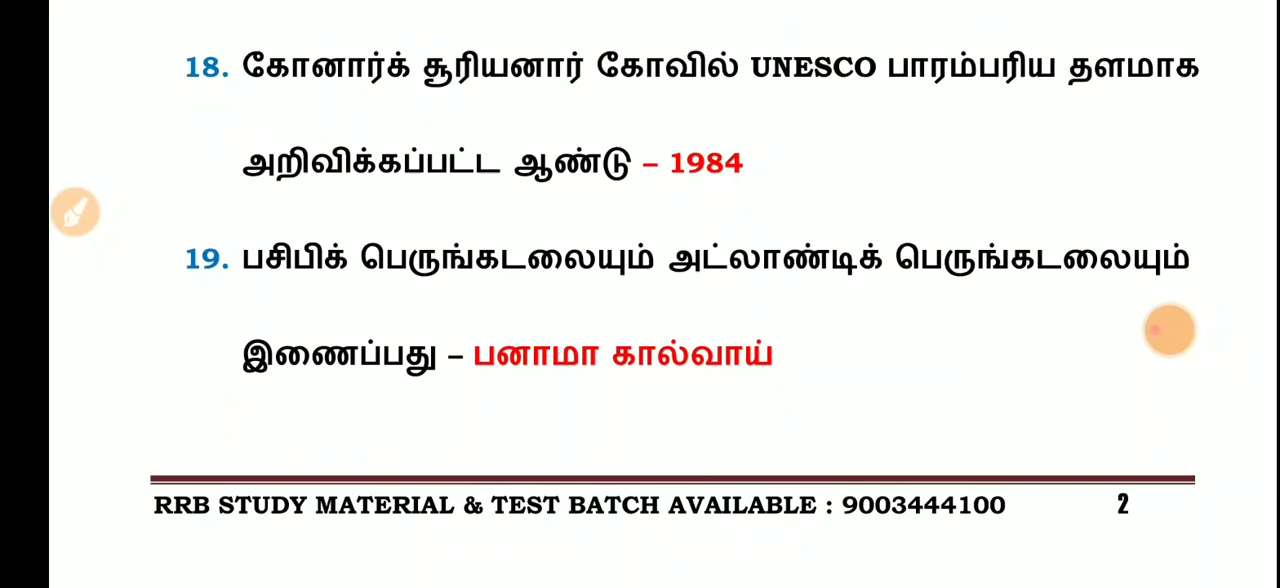 18. கோனார்க் சூரியனார் கோவில் UNESCO பாரம்பரிய தளமாக
அறிவிக்கப்பட்ட ஆண்டு – 1984
19. பசிபிக் பெருங்கடலையும் அட்லாண்டிக் பெருங்கடலையும்
இணைப்பது – பனாமா கால்வாய்
RRB STUDY MATERIAL & TEST BATCH AVAILABLE : 9003444100 2